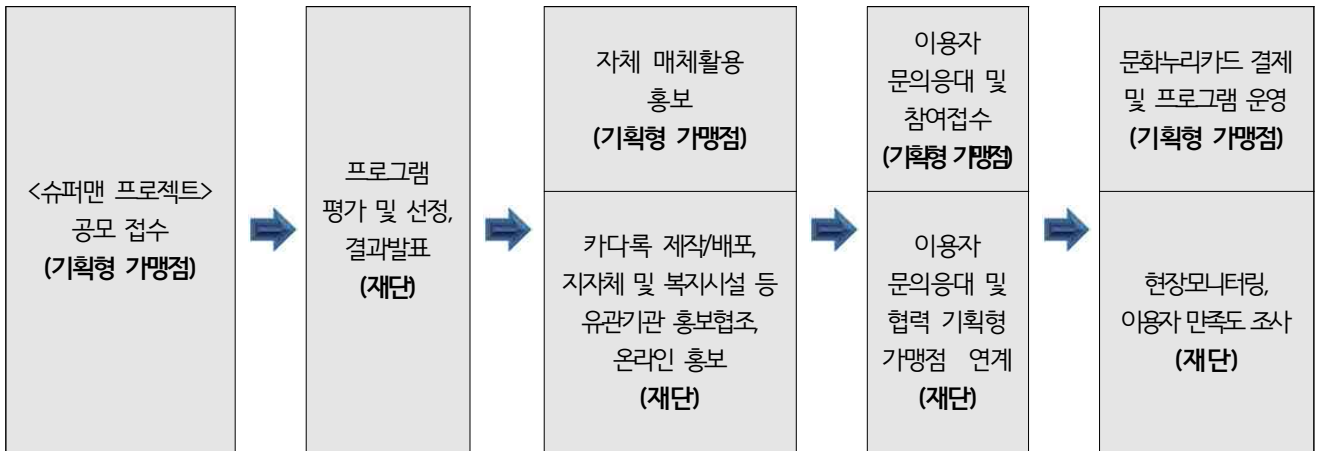 <슈퍼맨 프로젝트>
공모 접수
(기획형 가맹점)
프로그램
평가 및 선정,
결과발표
(재단)
자체 매체활용
홍보
(기획형 가맹점)
카다록 제작/배포,
지자체 및 복지시설 등
유관기관 홍보협조,
온라인 홍보
(재단)
이용자
문의응대 및
참여접수
(기획형 가맹점)
이용자
문의응대 및
협력 기획형
가맹점 연계
(재단)
문화누리카드 결제
및 프로그램 운영
(기획형 가맹점)
현장모니터링,
이용자 만족도 조사
(재단)